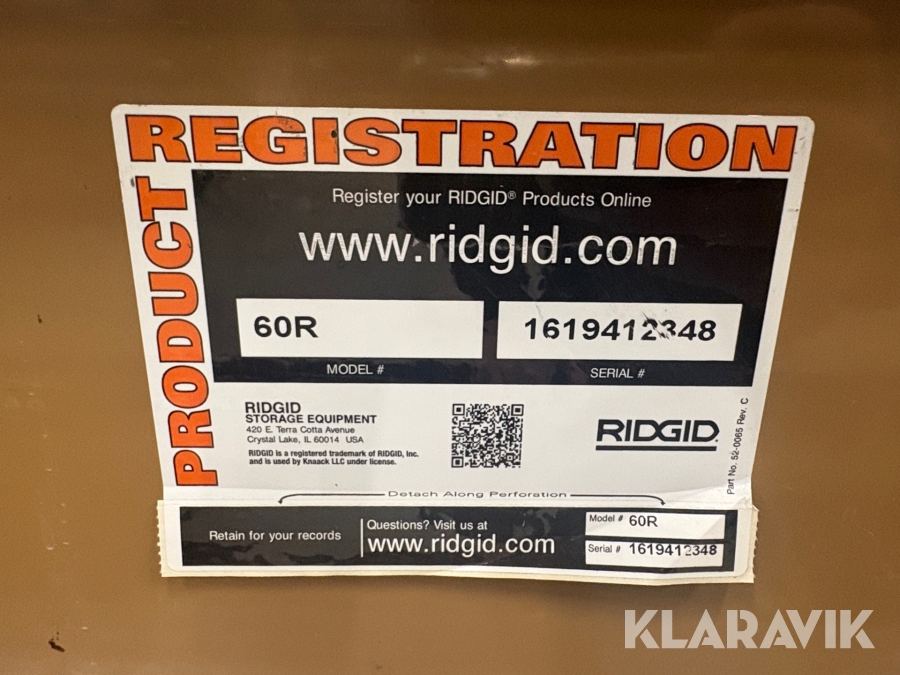 PRODUCT REGISTRATION
Register your RIDGID® Products Online
www.ridgid.com
60R
1619412348
MODEL #
SERIAL #
RIDGID
STORAGE EQUIPMENT
420 E. Terra Cotta Avenue
Crystal Lake, IL 60014 USA
RIDGID is a registered trademark of RIDGID, Inc.
and is used by Knaack LLC under license.
RIDGID
Part No. 52-0065 Rev. C
Detach Along Perforation
Retain for your records
Questions? Visit us at
www.ridgid.com
Model # 60R
Serial # 1619412348
KLARAVIK